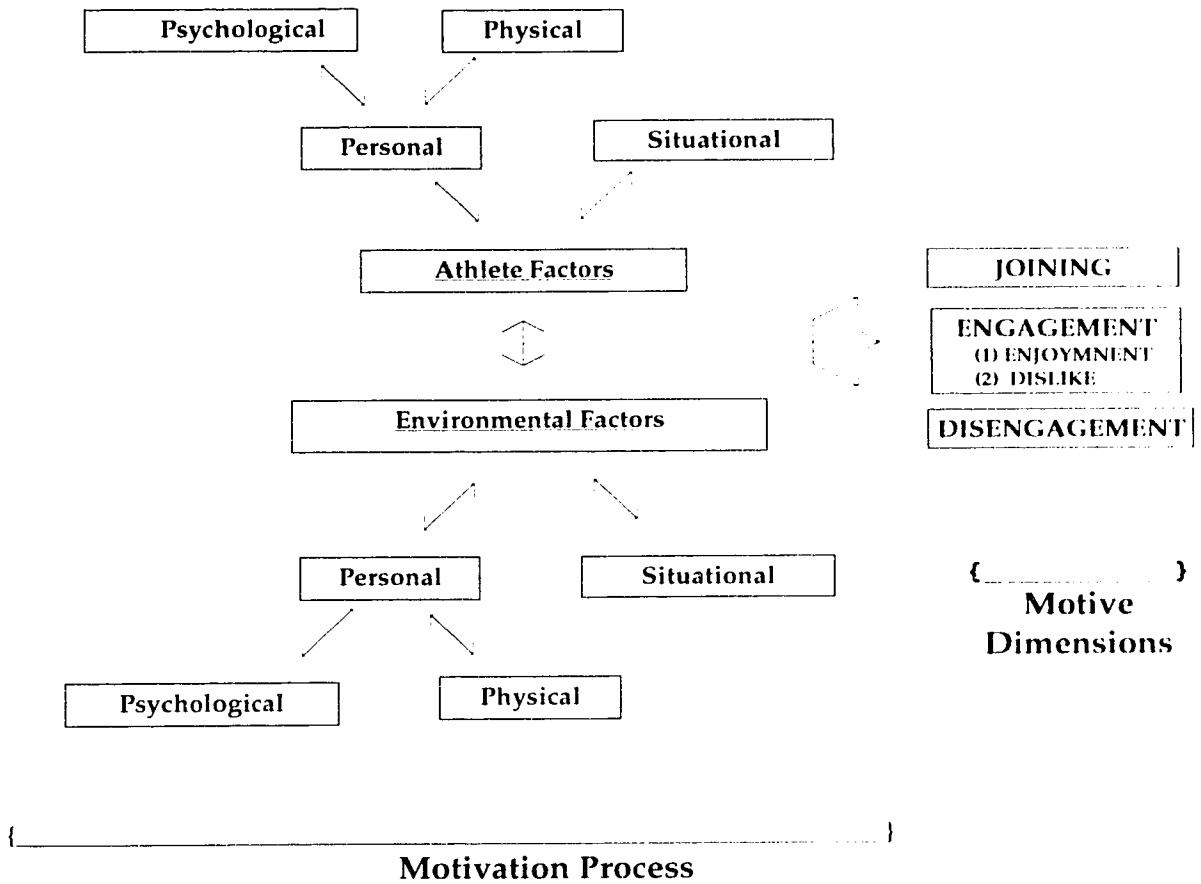 Psychological
Physical
Personal
Situational
Athlete Factors
Environmental Factors
Personal
Situational
Psychological
Physical
JOINING
ENGAGEMENT
(1) ENJOYMNENT
(2) DISLIKE
DISENGAGEMENT
{ }
Motive
Dimensions
{ }
Motivation Process